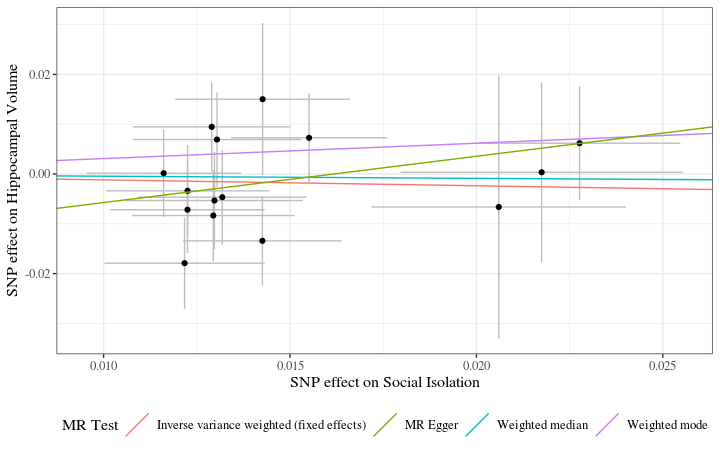 SNP effect on Hippocampal Volume
0.02
0.00
-0.02
0.010 0.015 0.020 0.025
SNP effect on Social Isolation
MR Test Inverse variance weighted (fixed effects) MR Egger Weighted median Weighted mode